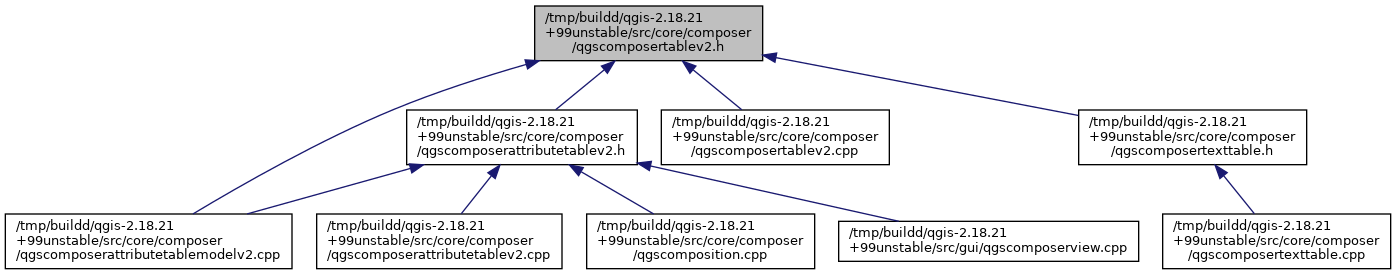 /tmp/buildd/qgis-2.18.21
+99unstable/src/core/composer
/qgscomposertablev2.h
/tmp/buildd/qgis-2.18.21
+99unstable/src/core/composer
/qgscomposerattributetablev2.h
/tmp/buildd/qgis-2.18.21
+99unstable/src/core/composer
/qgscomposertablev2.cpp
/tmp/buildd/qgis-2.18.21
+99unstable/src/core/composer
/qgscomposertexttable.h
/tmp/buildd/qgis-2.18.21
+99unstable/src/core/composer
/qgscomposerattributetablemodelv2.cpp
/tmp/buildd/qgis-2.18.21
+99unstable/src/core/composer
/qgscomposerattributetablev2.cpp
/tmp/buildd/qgis-2.18.21
+99unstable/src/core/composer
/qgscomposition.cpp
/tmp/buildd/qgis-2.18.21
+99unstable/src/gui/qgscomposerview.cpp
/tmp/buildd/qgis-2.18.21
+99unstable/src/core/composer
/qgscomposertexttable.cpp